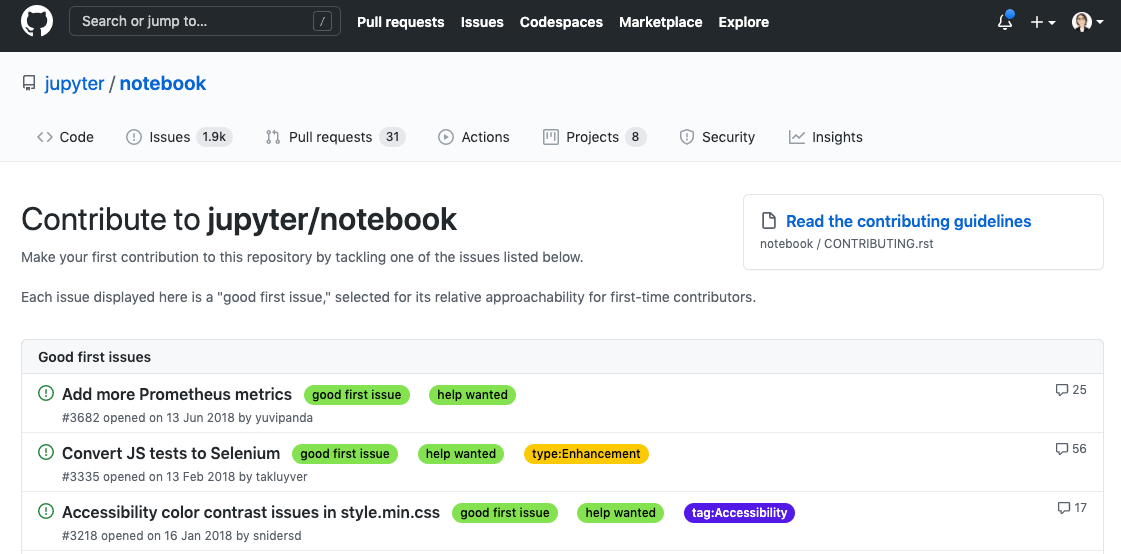 Search or jump to... / Pull requests Issues Codespaces Marketplace Explore
jupyter / notebook
Code Issues 1.9k Pull requests 31 Actions Projects 8 Security Insights
Contribute to jupyter/notebook
Make your first contribution to this repository by tackling one of the issues listed below.
Each issue displayed here is a "good first issue," selected for its relative approachability for first-time contributors.
Read the contributing guidelines
notebook / CONTRIBUTING.rst
Good first issues
Add more Prometheus metrics good first issue help wanted 25
#3682 opened on 13 Jun 2018 by yuvipanda
Convert JS tests to Selenium good first issue help wanted type:Enhancement 56
#3335 opened on 13 Feb 2018 by takluyver
Accessibility color contrast issues in style.min.css good first issue help wanted tag:Accessibility 17
#3218 opened on 16 Jan 2018 by snidersd